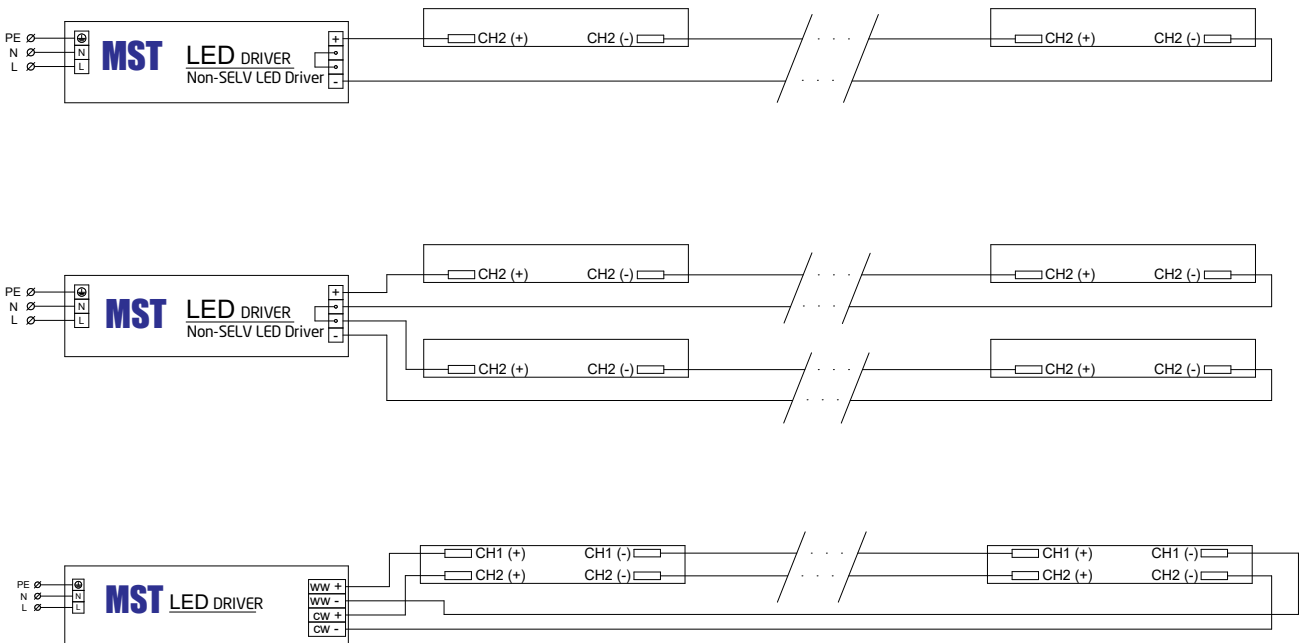 PE
N
L
N
L
MST
LED DRIVER
Non-SELV LED Driver
+
-
CH2 (+) CH2 (-)
. . .
CH2 (+) CH2 (-)
PE
N
L
N
L
MST
LED DRIVER
Non-SELV LED Driver
+
-
CH2 (+) CH2 (-)
. . .
CH2 (+) CH2 (-)
CH2 (+) CH2 (-)
. . .
CH2 (+) CH2 (-)
PE
N
L
N
L
MST LED DRIVER
WW +
WW -
CW +
CW -
CH1 (+) CH1 (-)
CH2 (+) CH2 (-)
. . .
CH1 (+) CH1 (-)
CH2 (+) CH2 (-)